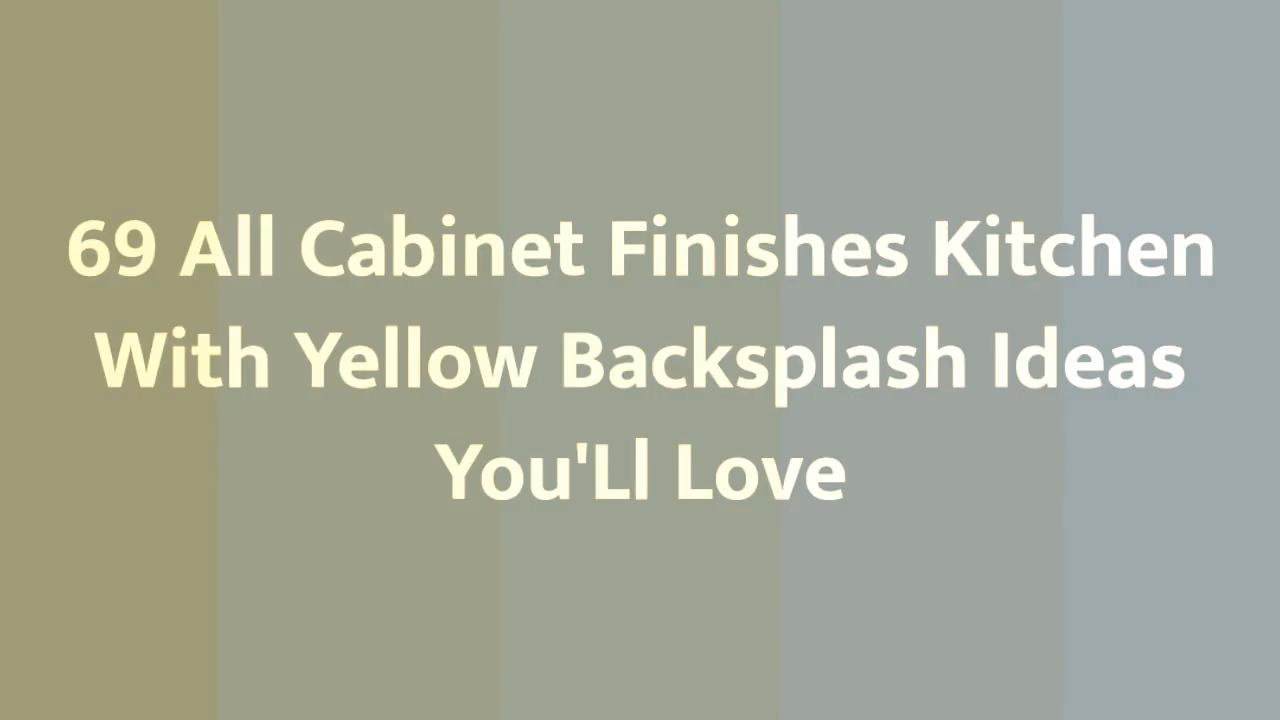 69 All Cabinet Finishes Kitchen
With Yellow Backsplash Ideas
You'Ll Love